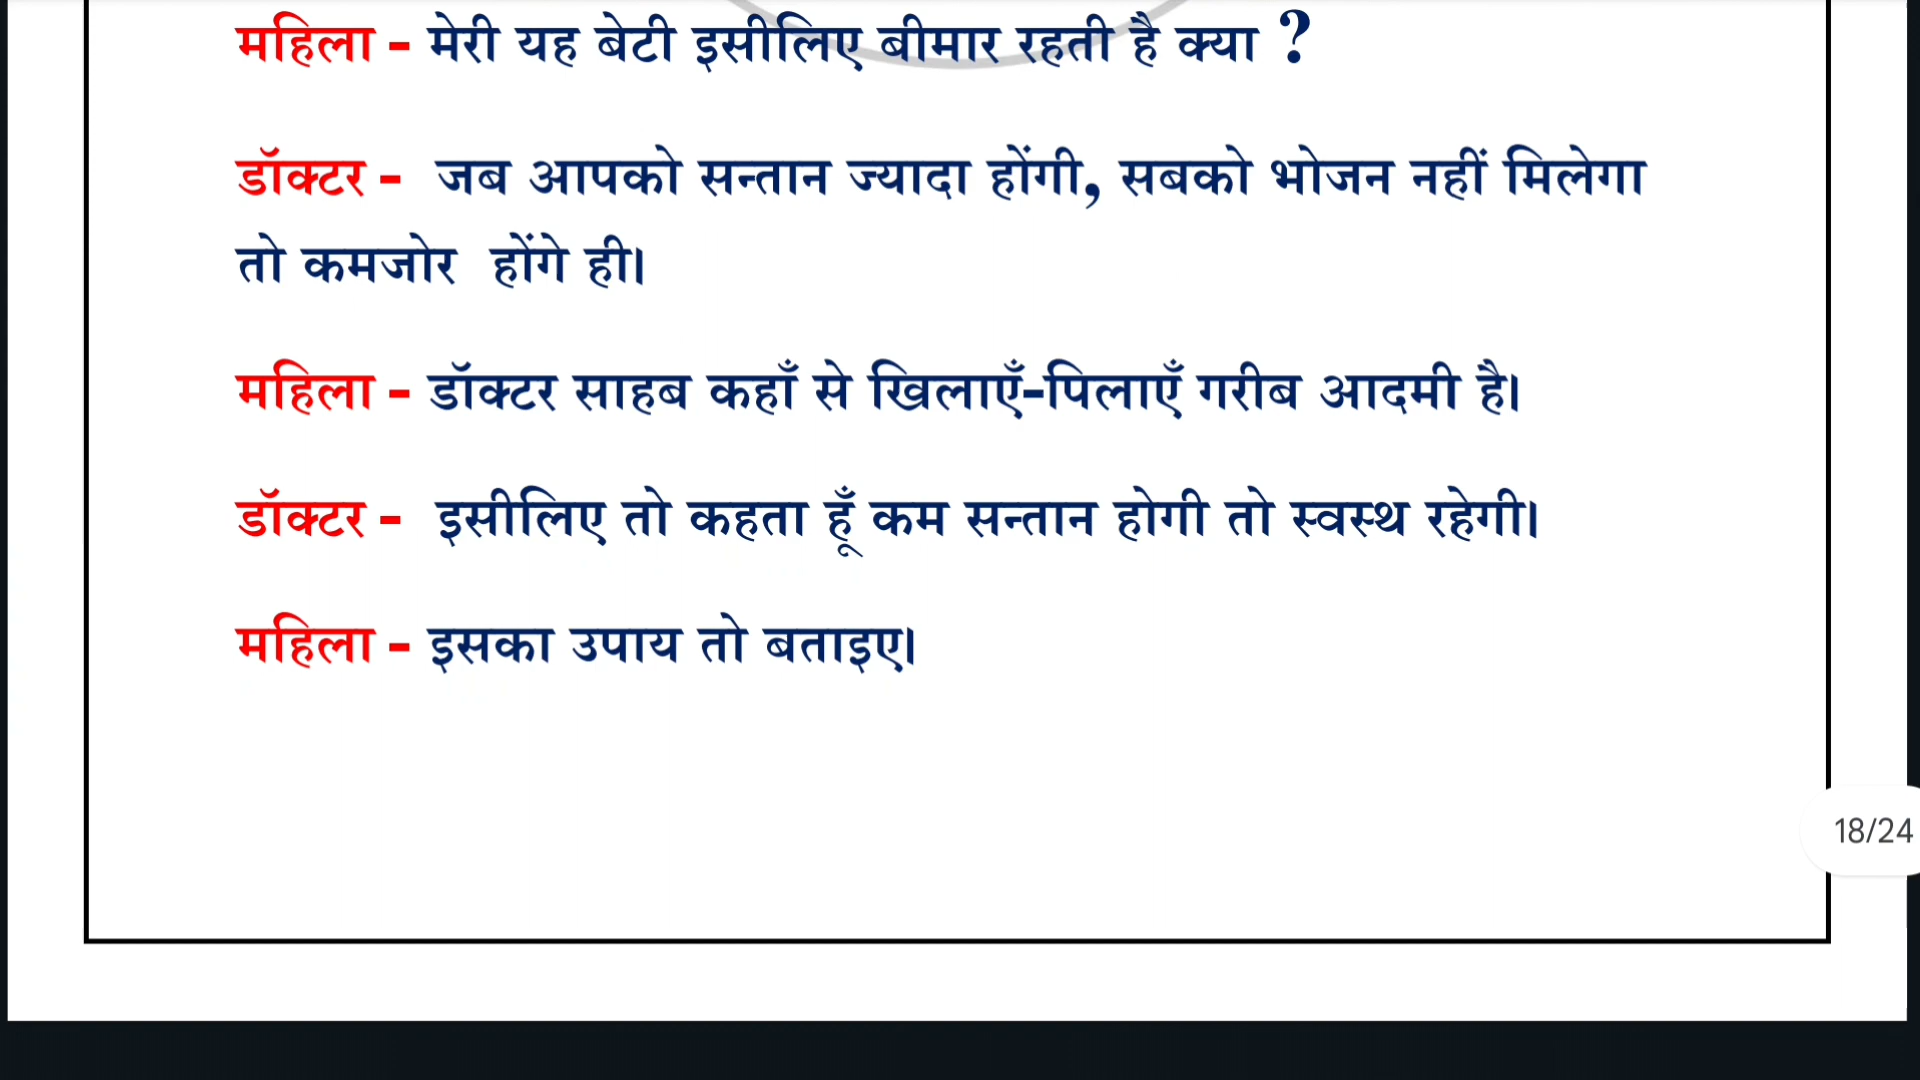 महिला - मेरी यह बेटी इसीलिए बीमार रहती है क्या ?
डॉक्टर - जब आपको सन्तान ज्यादा होंगी, सबको भोजन नहीं मिलेगा
तो कमजोर होंगे ही।
महिला - डॉक्टर साहब कहाँ से खिलाएँ-पिलाएँ गरीब आदमी है।
डॉक्टर - इसीलिए तो कहता हूँ कम सन्तान होगी तो स्वस्थ रहेगी।
महिला - इसका उपाय तो बताइए।
18/24